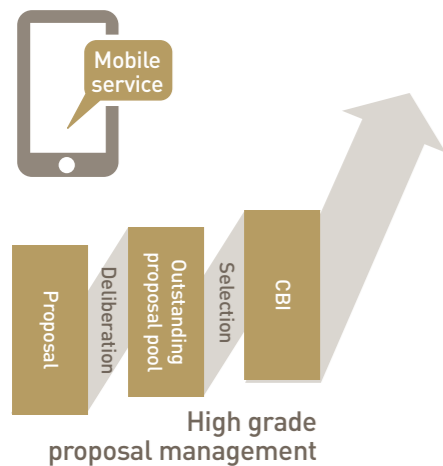 Mobile
service
Proposal
Deliberation
Outstanding
proposal pool
Selection
CBI
High grade
proposal management